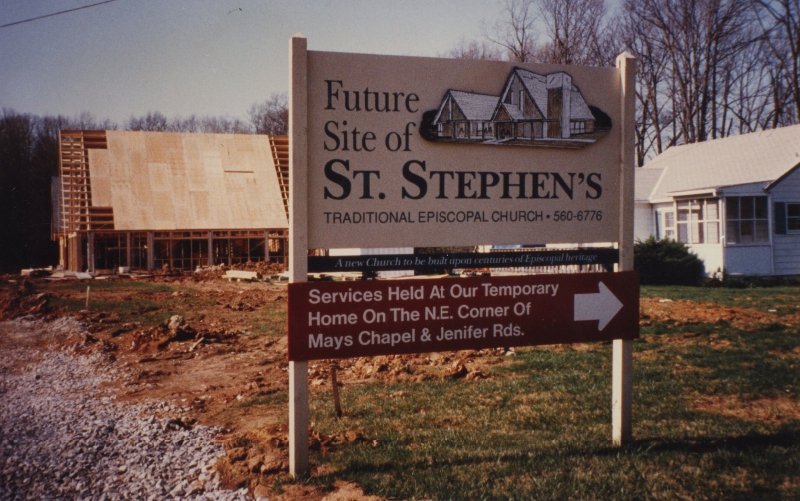 Future
Site of
ST. STEPHEN'S
TRADITIONAL EPISCOPAL CHURCH • 560-6776
A new Church to be built upon centuries of Episcopal heritage
Services Held At Our Temporary
Home On The N.E. Corner Of
Mays Chapel & Jenifer Rds.